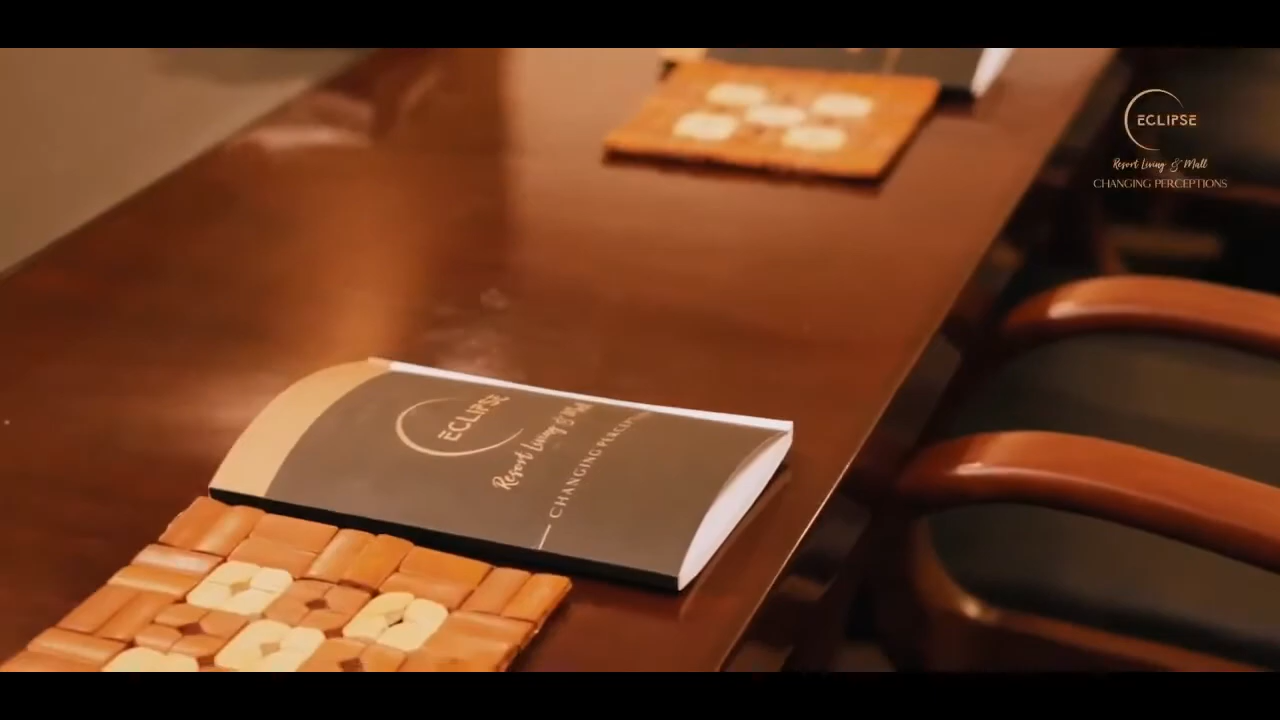 ECLIPSE
Resort Living & Mall
CHANGING PERCEPTIONS
ECLIPSE
Resort Living & Mall
CHANGING PERCEPTIONS